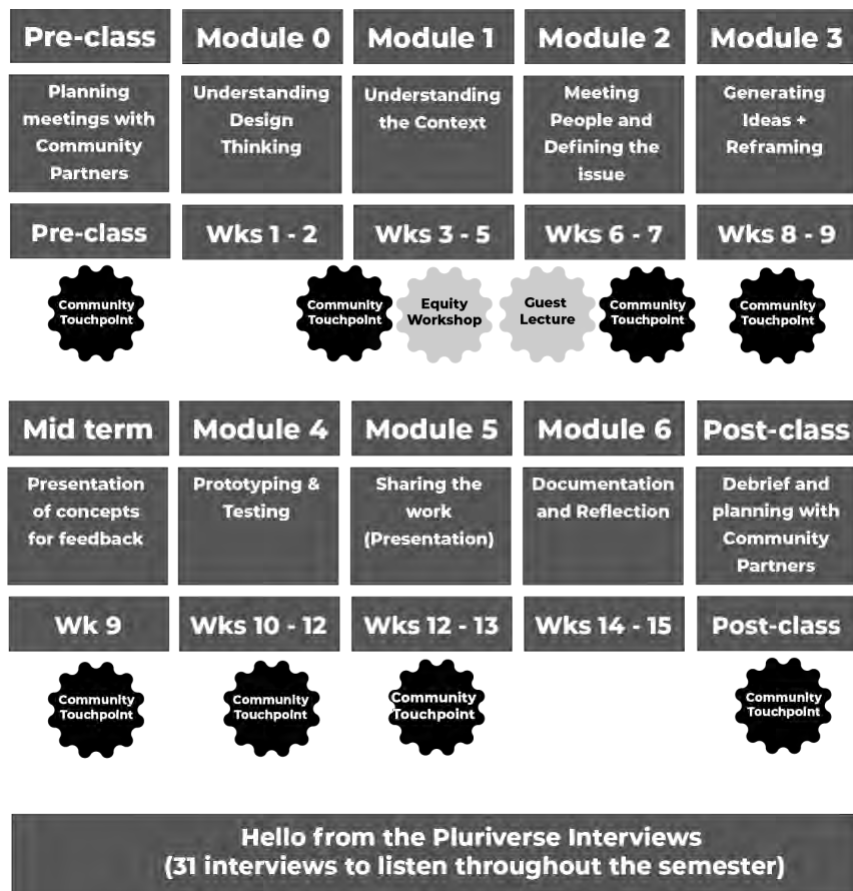 Pre-class
Module 0
Module 1
Module 2
Module 3
Planning
meetings with
Community
Partners
Understanding
Design
Thinking
Understanding
the Context
Meeting
People and
Defining the
issue
Generating
Ideas +
Reframing
Pre-class
Wks 1 - 2
Wks 3 - 5
Wks 6 - 7
Wks 8 - 9
Community
Touchpoint
Community
Touchpoint
Equity
Workshop
Guest
Lecture
Community
Touchpoint
Community
Touchpoint
Mid term
Module 4
Module 5
Module 6
Post-class
Presentation
of concepts
for feedback
Prototyping &
Testing
Sharing the
work
(Presentation)
Documentation
and Reflection
Debrief and
planning with
Community
Partners
Wk 9
Wks 10 - 12
Wks 12 - 13
Wks 14 - 15
Post-class
Community
Touchpoint
Community
Touchpoint
Community
Touchpoint
Community
Touchpoint
Hello from the Pluriverse Interviews
(31 interviews to listen throughout the semester)